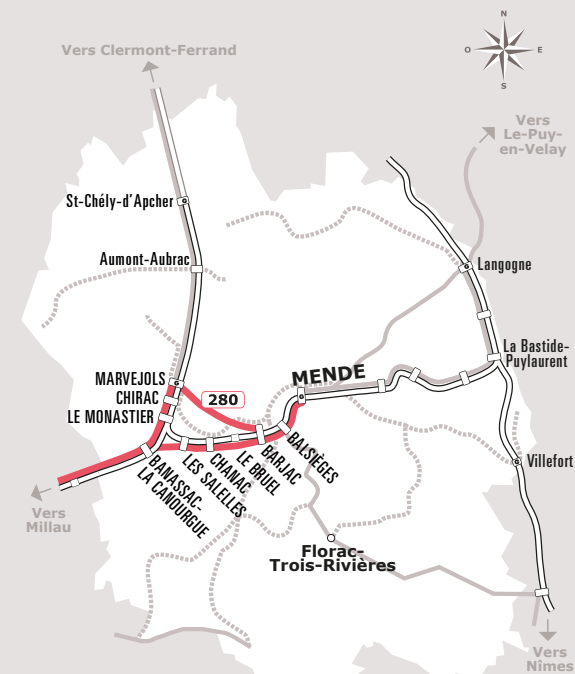 N
O
E
S
Vers Clermont-Ferrand
Vers
Le-Puy-
en-Velay
St-Chély-d'Apcher
Aumont-Aubrac
Langogne
La Bastide-
Puylaurent
MARVEJOLS
CHIRAC
LE MONASTIER
280
MENDE
BALSIÈGES
BARJAC
LE BRUEL
CHANAC
LES SALELLES
BANASSAC-
LA CANOURGUE
Villefort
Vers
Millau
Florac-
Trois-Rivières
Vers
Nîmes